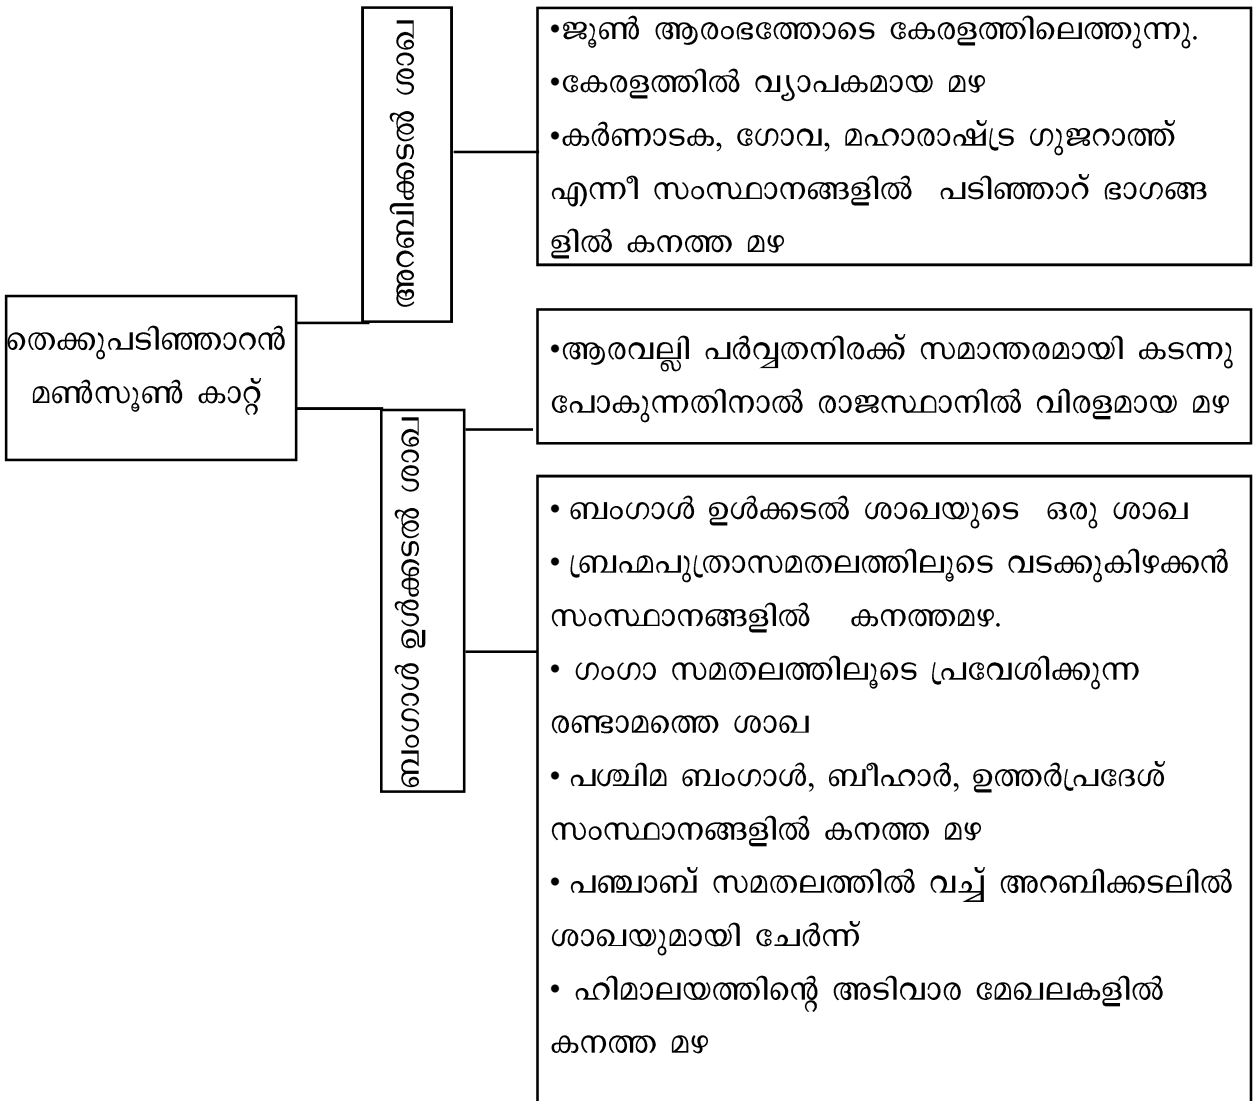 തെക്കുപടിഞ്ഞാറൻ
മൺസൂൺ കാറ്റ്
അറബിക്കടൽ ശാഖ
•ജൂൺ ആരംഭത്തോടെ കേരളത്തിലെത്തുന്നു.
•കേരളത്തിൽ വ്യാപകമായ മഴ
•കർണാടക, ഗോവ, മഹാരാഷ്ട്ര ഗുജറാത്ത്
എന്നീ സംസ്ഥാനങ്ങളിൽ പടിഞ്ഞാറ് ഭാഗങ്ങ
ളിൽ കനത്ത മഴ
ബംഗാൾ ഉൾക്കടൽ ശാഖ
•ആരവല്ലി പർവ്വതനിരക്ക് സമാന്തരമായി കടന്നു
പോകുന്നതിനാൽ രാജസ്ഥാനിൽ വിരളമായ മഴ
• ബംഗാൾ ഉൾക്കടൽ ശാഖയുടെ ഒരു ശാഖ
• ബ്രഹ്മപുത്രാസമതലത്തിലൂടെ വടക്കുകിഴക്കൻ
സംസ്ഥാനങ്ങളിൽ കനത്തമഴ.
• ഗംഗാ സമതലത്തിലൂടെ പ്രവേശിക്കുന്ന
രണ്ടാമത്തെ ശാഖ
• പശ്ചിമ ബംഗാൾ, ബീഹാർ, ഉത്തർപ്രദേശ്
സംസ്ഥാനങ്ങളിൽ കനത്ത മഴ
• പഞ്ചാബ് സമതലത്തിൽ വച്ച് അറബിക്കടലിൽ
ശാഖയുമായി ചേർന്ന്
• ഹിമാലയത്തിന്റെ അടിവാര മേഖലകളിൽ
കനത്ത മഴ